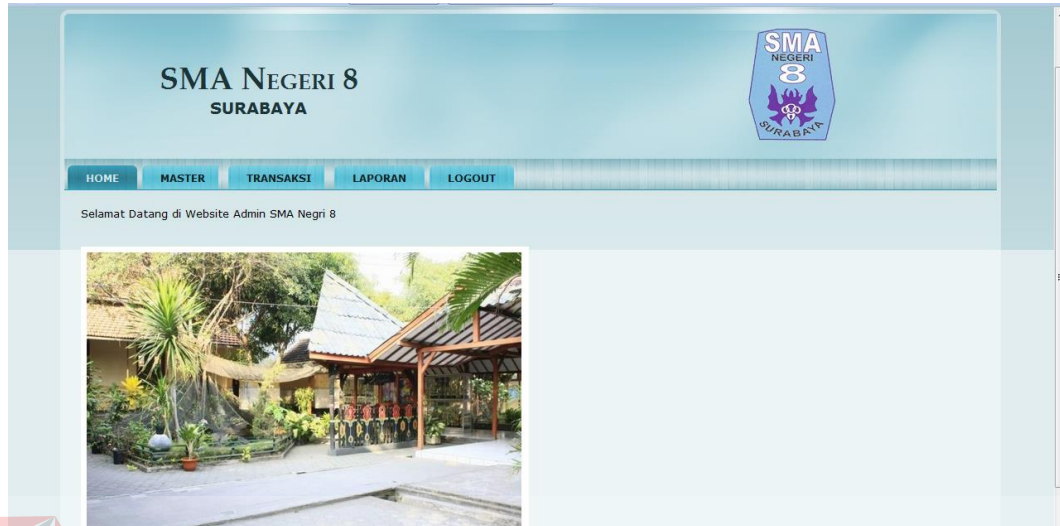 SMA NEGERI 8
SURABAYA
SMA
NEGERI
8
SURABAYA
HOME MASTER TRANSAKSI LAPORAN LOGOUT
Selamat Datang di Website Admin SMA Negri 8